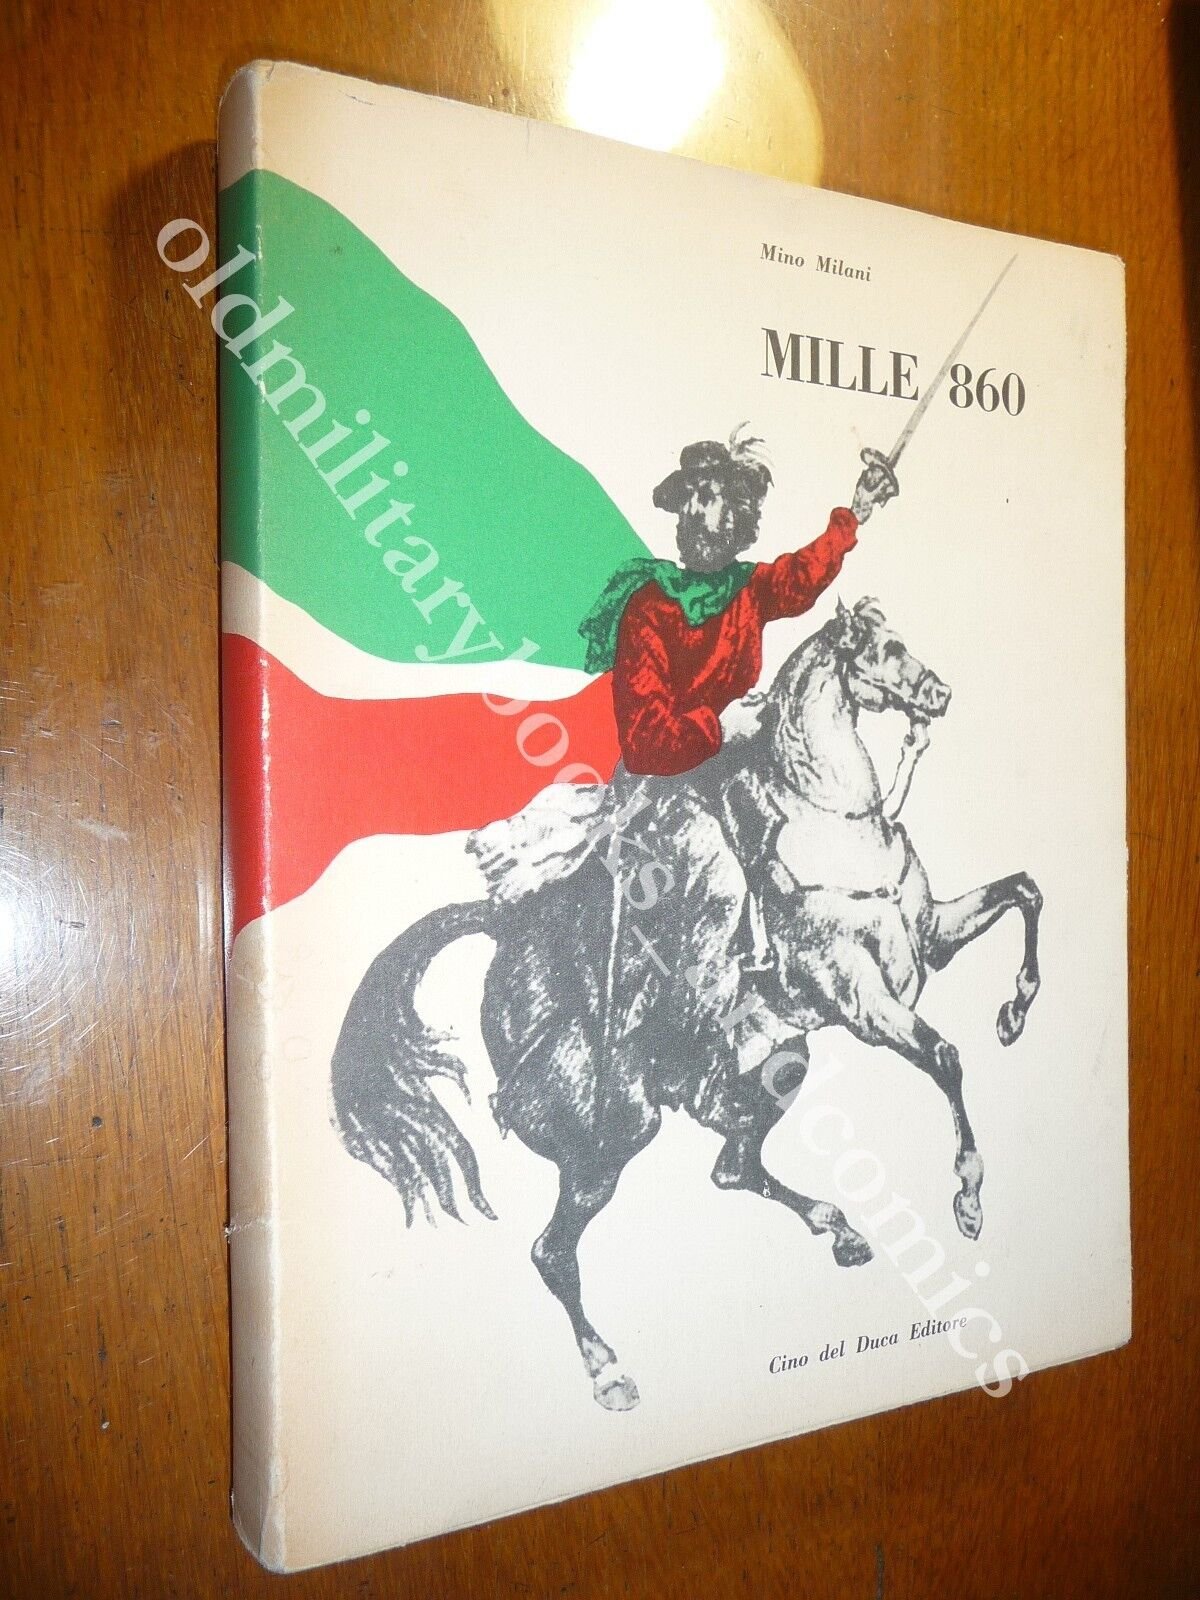 Mino Milani
MILLE 860
Cino del Duca Editore
oldmilitarybooks - oldcomics